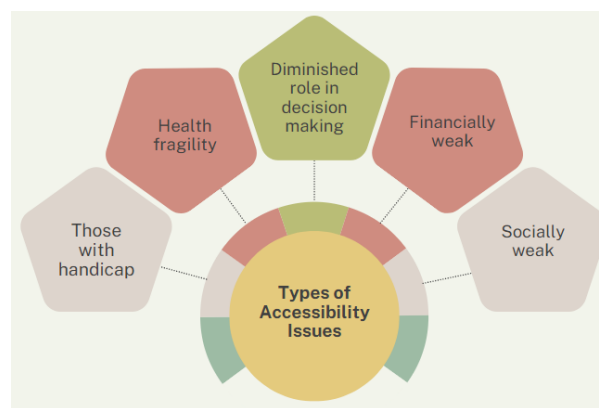 Diminished
role in
decision
making
Health
fragility
Financially
weak
Those
with
handicap
Socially
weak
Types of
Accessibility
Issues